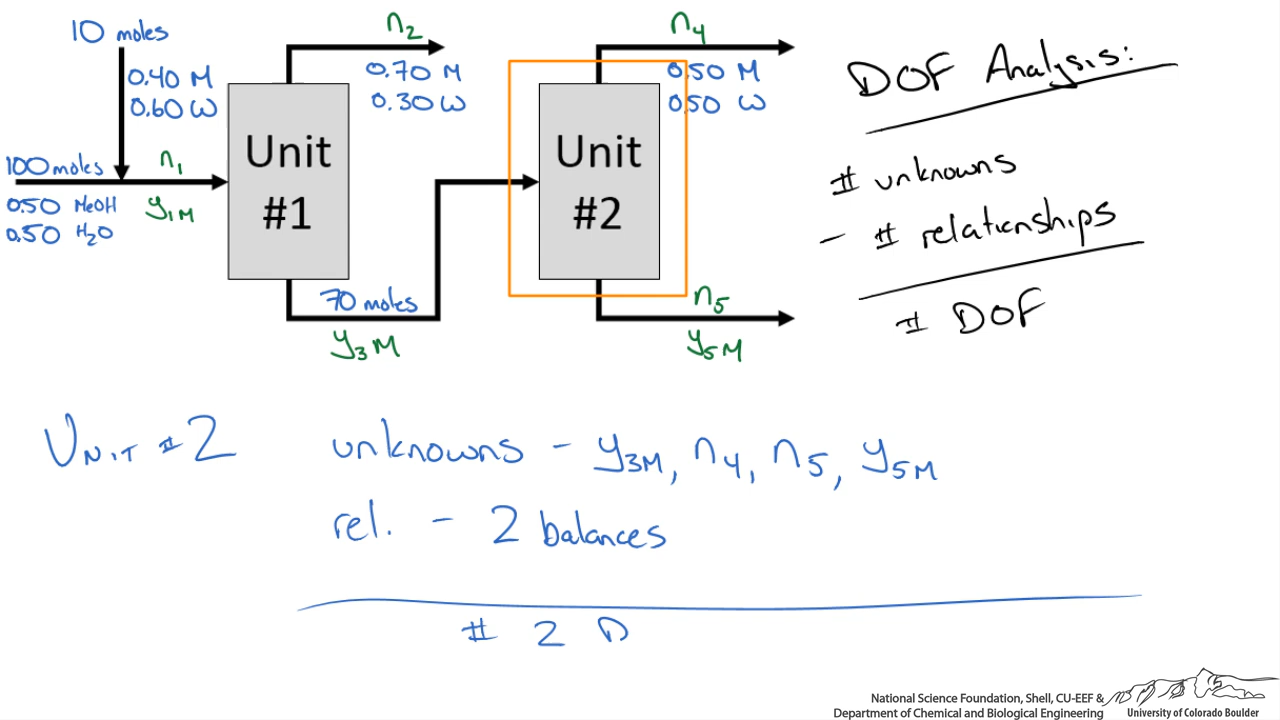 10 moles
0.40 M
0.60 W
100 moles
n₁
0.50 MeOH
0.50 H₂O
y₁M
Unit
#1
n₂
0.70 M
0.30 W
70 moles
y₃M
Unit
#2
n₄
0.50 M
0.50 W
n₅
y₅M
DOF Analysis:
# unknowns
- # relationships
# DOF
Unit #2
unknowns - y₃M, n₄, n₅, y₅M
rel. - 2 balances
# 2 D
National Science Foundation, Shell, CU-EEF &
Department of Chemical and Biological Engineering
University of Colorado Boulder